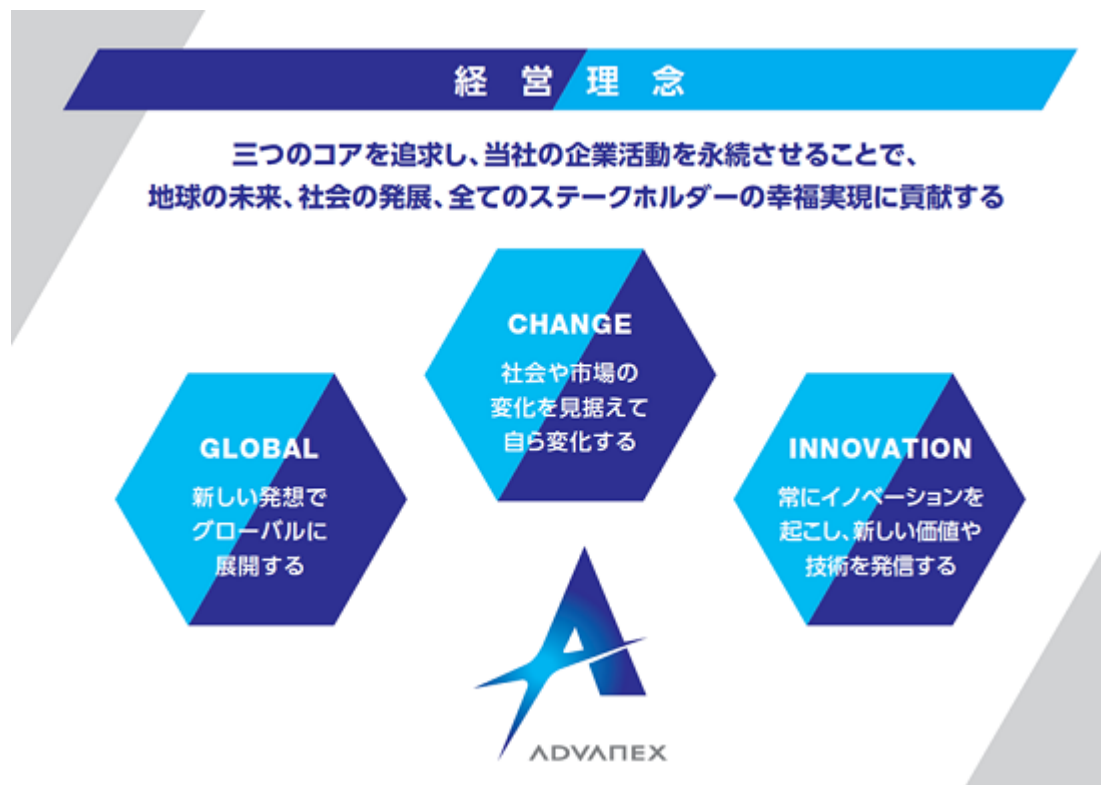 経営理念
三つのコアを追求し、当社の企業活動を永続させることで、
地球の未来、社会の発展、全てのステークホルダーの幸福実現に貢献する
CHANGE
社会や市場の
変化を見据えて
自ら変化する
GLOBAL
新しい発想で
グローバルに
展開する
INNOVATION
常にイノベーションを
起こし、新しい価値や
技術を発信する
ADVANEX